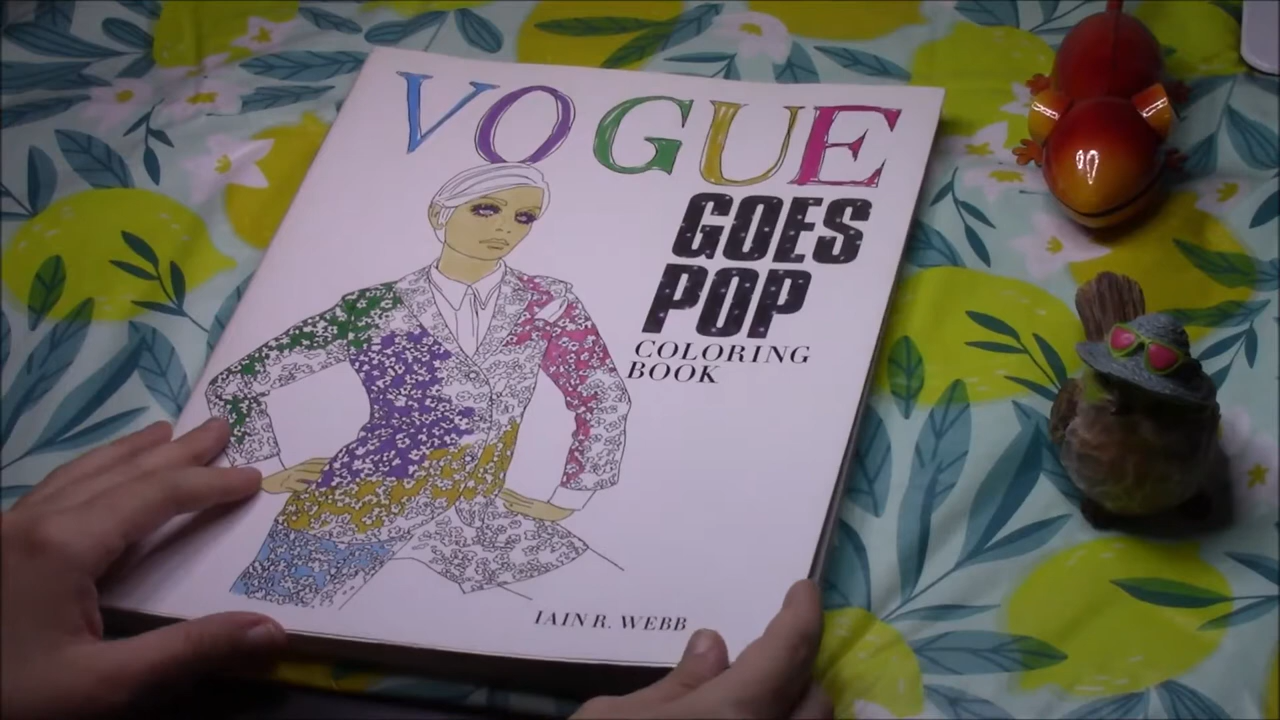 VOGUE
GOES
POP
COLORING
BOOK
IAIN R. WEBB